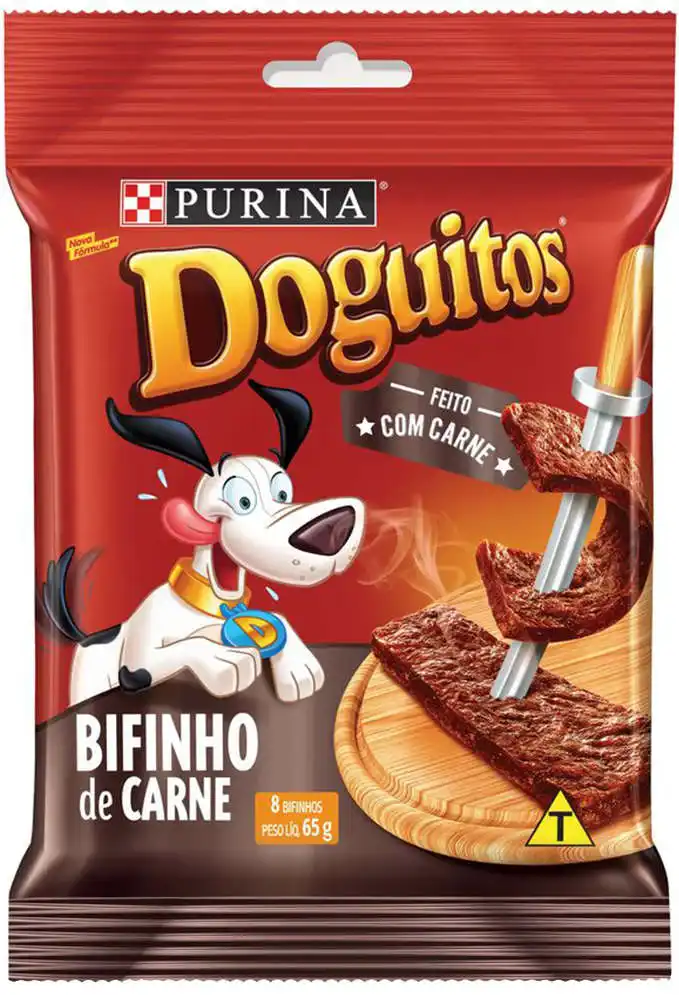 PURINA®
Nova
Fórmula**
Doguitos®
FEITO
COM CARNE
D
BIFINHO
de CARNE
8 BIFINHOS
PESO LÍQ. 65 g
T